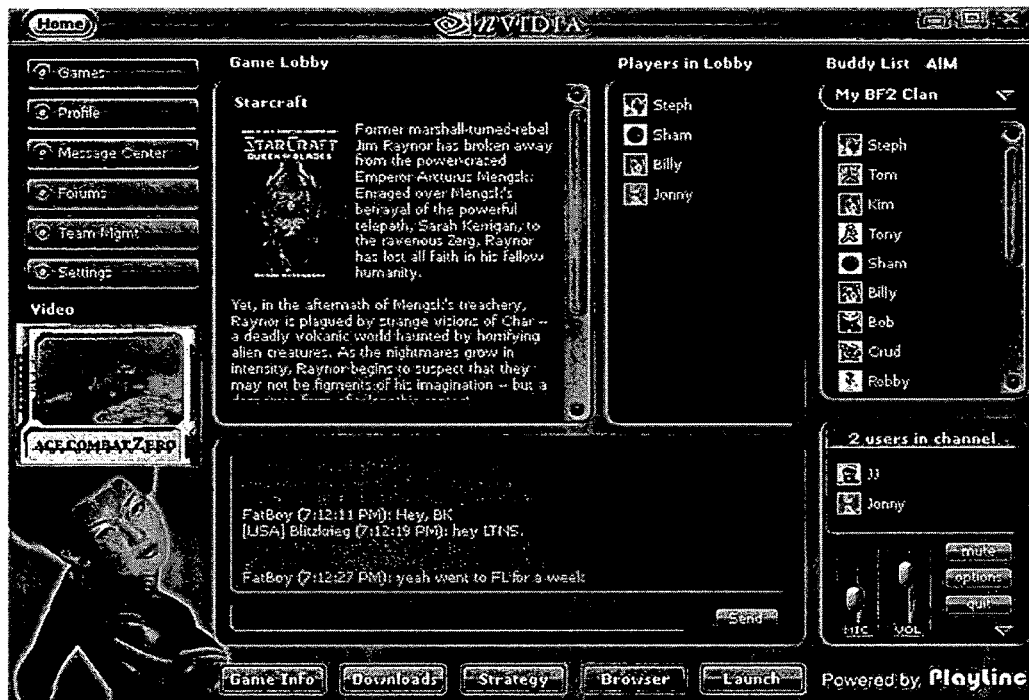 Home
nVIDIA
Games
Profile
Message Center
Forums
Team Mgmt
Settings
Video
ACE COMBAT ZERO
Game Lobby
Starcraft
STARCRAFT
QUEEN OF BLADES
Former marshall-turned-rebel
Jim Raynor has broken away
from the power-crazed
Emperor Arcturus Mengsk.
Enraged over Mengsk's
betrayal of the powerful
telepath, Sarah Kerrigan, to
the ravenous Zerg, Raynor
has lost all faith in his fellow
humanity.
Yet, in the aftermath of Mengsk's treachery,
Raynor is plagued by strange visions of Char --
a deadly volcanic world haunted by horrifying
alien creatures. As the nightmares grow in
intensity, Raynor begins to suspect that they
may not be figments of his imagination -- but a
Players in Lobby
Steph
Sham
Billy
Jonny
Buddy List AIM
My BF2 Clan
Steph
Tom
Kim
Tony
Sham
Billy
Bob
Crud
Robby
FatBoy (7:12:11 PM): Hey, BK
[USA] Blitzkrieg (7:12:19 PM): hey LTNS.
FatBoy (7:12:27 PM): yeah went to FL for a week
Send
2 users in channel
JJ
Jonny
mute
options
quit
MIC VOL
Game Info Downloads Strategy Browser Launch
Powered by, Playlinc